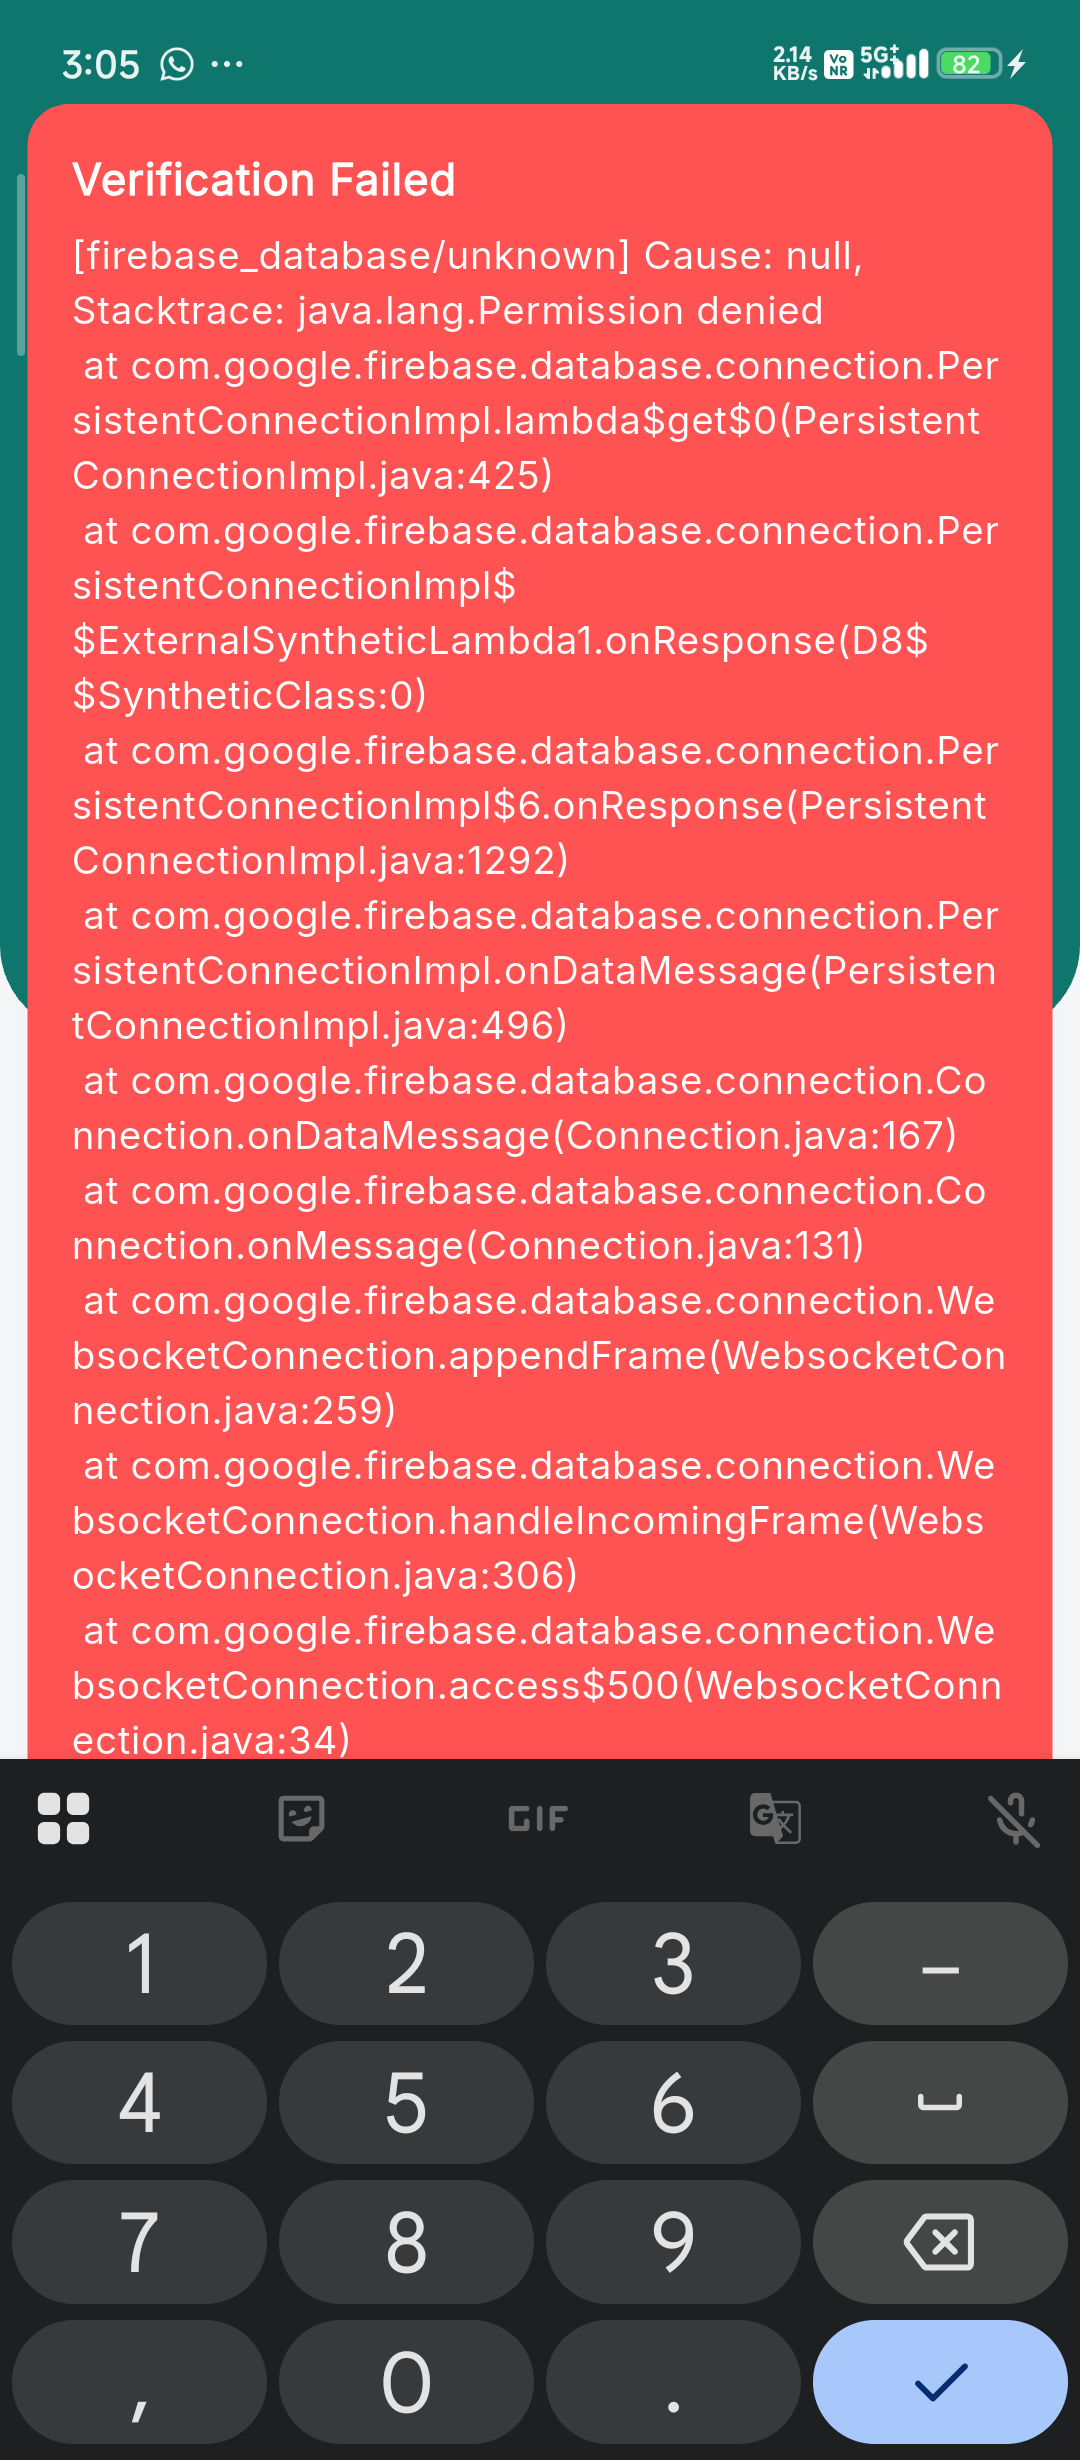 3:05 ...
2.14 KB/s Vo NR 5G 82
Verification Failed
[firebase_database/unknown] Cause: null,
Stacktrace: java.lang.Permission denied
at com.google.firebase.database.connection.Per
sistentConnectionImpl.lambda$get$0(Persistent
ConnectionImpl.java:425)
at com.google.firebase.database.connection.Per
sistentConnectionImpl$
$ExternalSyntheticLambda1.onResponse(D8$
$SyntheticClass:0)
at com.google.firebase.database.connection.Per
sistentConnectionImpl$6.onResponse(Persistent
ConnectionImpl.java:1292)
at com.google.firebase.database.connection.Per
sistentConnectionImpl.onDataMessage(Persisten
tConnectionImpl.java:496)
at com.google.firebase.database.connection.Co
nnection.onDataMessage(Connection.java:167)
at com.google.firebase.database.connection.Co
nnection.onMessage(Connection.java:131)
at com.google.firebase.database.connection.We
bsocketConnection.appendFrame(WebsocketCon
nection.java:259)
at com.google.firebase.database.connection.We
bsocketConnection.handleIncomingFrame(Webs
ocketConnection.java:306)
at com.google.firebase.database.connection.We
bsocketConnection.access$500(WebsocketConn
ection.java:34)
GIF G 文
1 2 3 –
4 5 6
7 8 9
, 0 .